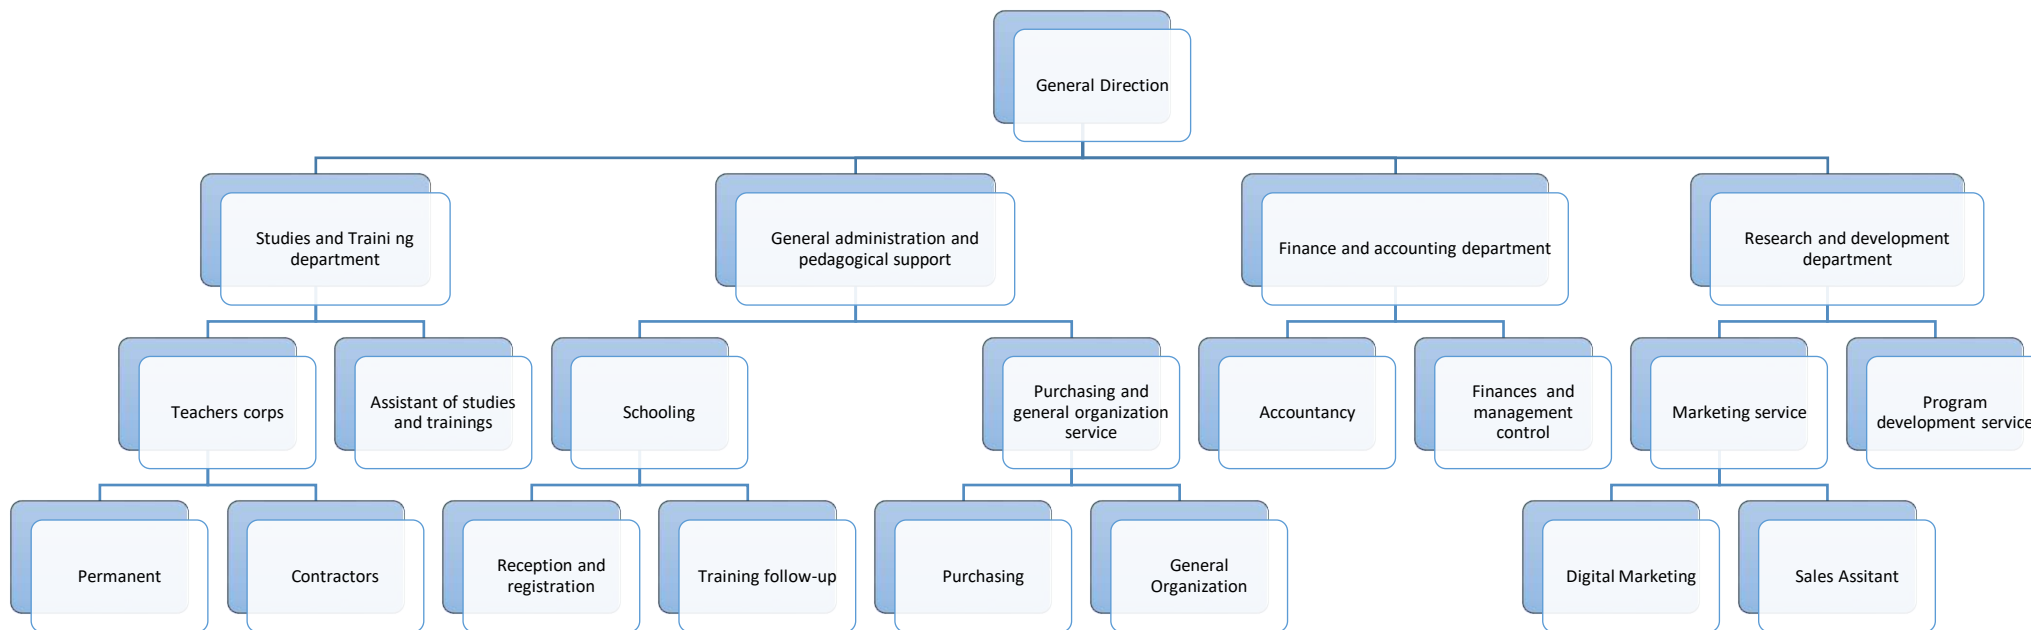 General Direction
Studies and Traini ng
department
General administration and
pedagogical support
Finance and accounting department
Research and development
department
Teachers corps
Assistant of studies
and trainings
Schooling
Purchasing and
general organization
service
Accountancy
Finances and
management
control
Marketing service
Program
development service
Permanent
Contractors
Reception and
registration
Training follow-up
Purchasing
General
Organization
Digital Marketing
Sales Assitant